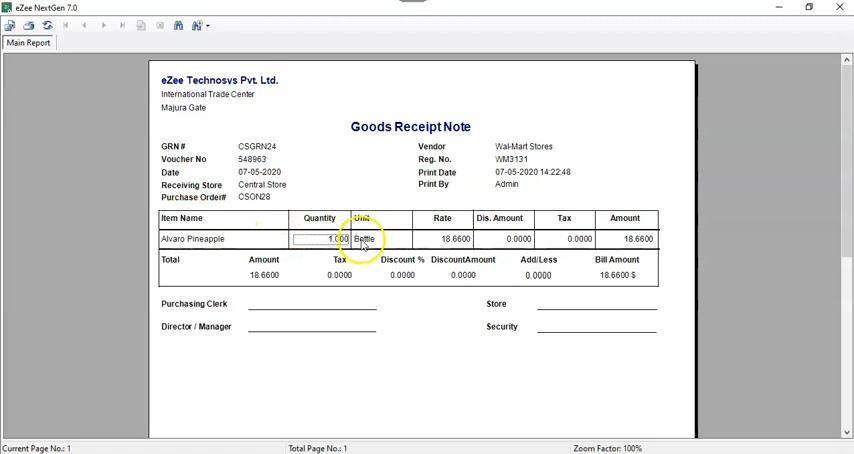 eZee NextGen 7.0
Main Report
eZee Technosys Pvt. Ltd.
International Trade Center
Majura Gate
Goods Receipt Note
GRN # CSGRN24 Vendor Wal-Mart Stores
Voucher No 548963 Reg. No. WM3131
Date 07-05-2020 Print Date 07-05-2020 14:22:48
Receiving Store Central Store Print By Admin
Purchase Order# CSON28
Item Name Quantity Unit Rate Dis. Amount Tax Amount
Alvaro Pineapple 1.000 Bottle 18.6600 0.0000 0.0000 18.6600
Total Amount Tax Discount % DiscountAmount Add/Less Bill Amount
18.6600 0.0000 0.0000 0.0000 0.0000 18.6600 $
Purchasing Clerk Store
Director / Manager Security
Current Page No.: 1 Total Page No.: 1 Zoom Factor: 100%